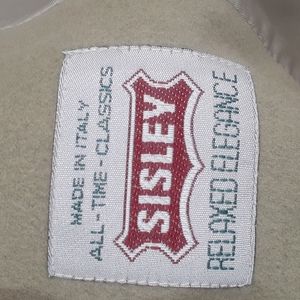 MADE IN ITALY
ALL - TIME - CLASSICS
SISLEY
RELAXED ELEGANCE